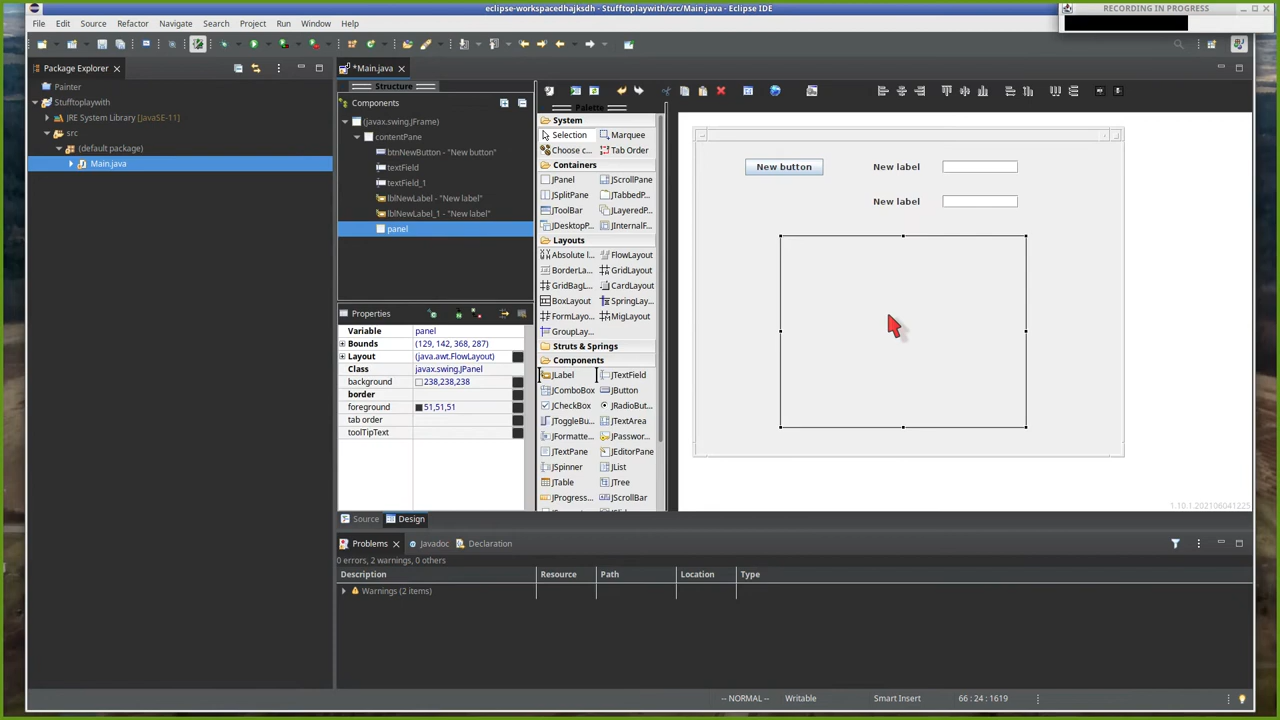 eclipse-workspacedhajksdh - Stufftoplaywith/src/Main.java - Eclipse IDE
RECORDING IN PROGRESS
File Edit Source Refactor Navigate Search Project Run Window Help
Package Explorer
Painter
Stufftoplaywith
JRE System Library [JavaSE-11]
src
(default package)
Main.java
*Main.java
Structure
Components
(javax.swing.JFrame)
contentPane
btnNewButton - "New button"
textField
textField_1
lblNewLabel - "New label"
lblNewLabel_1 - "New label"
panel
Properties
Variable panel
Bounds (129, 142, 368, 287)
Layout (java.awt.FlowLayout)
Class javax.swing.JPanel
background 238,238,238
border
foreground 51,51,51
tab order
toolTipText
Source Design
Palette
System
Selection Marquee
Choose c... Tab Order
Containers
JPanel JScrollPane
JSplitPane JTabbedP...
JToolBar JLayeredP...
JDesktopP... JInternalF...
Layouts
Absolute l... FlowLayout
BorderLa... GridLayout
GridBagL... CardLayout
BoxLayout SpringLay...
FormLayo... MigLayout
GroupLay...
Struts & Springs
Components
JLabel JTextField
JComboBox JButton
JCheckBox JRadioBut...
JToggleBu... JTextArea
JFormatte... JPasswor...
JTextPane JEditorPane
JSpinner JList
JTable JTree
JProgress... JScrollBar
New button New label
New label
1.10.1.202106041225
Problems Javadoc Declaration
0 errors, 2 warnings, 0 others
Description Resource Path Location Type
Warnings (2 items)
-- NORMAL -- Writable Smart Insert 66 : 24 : 1619